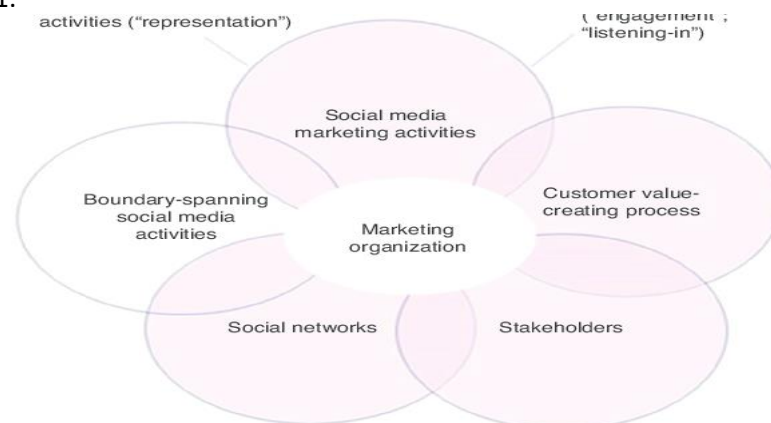 1.
activities (“representation”)
(“engagement”;
“listening-in”)
Social media
marketing activities
Boundary-spanning
social media
activities
Customer value-
creating process
Marketing
organization
Social networks
Stakeholders